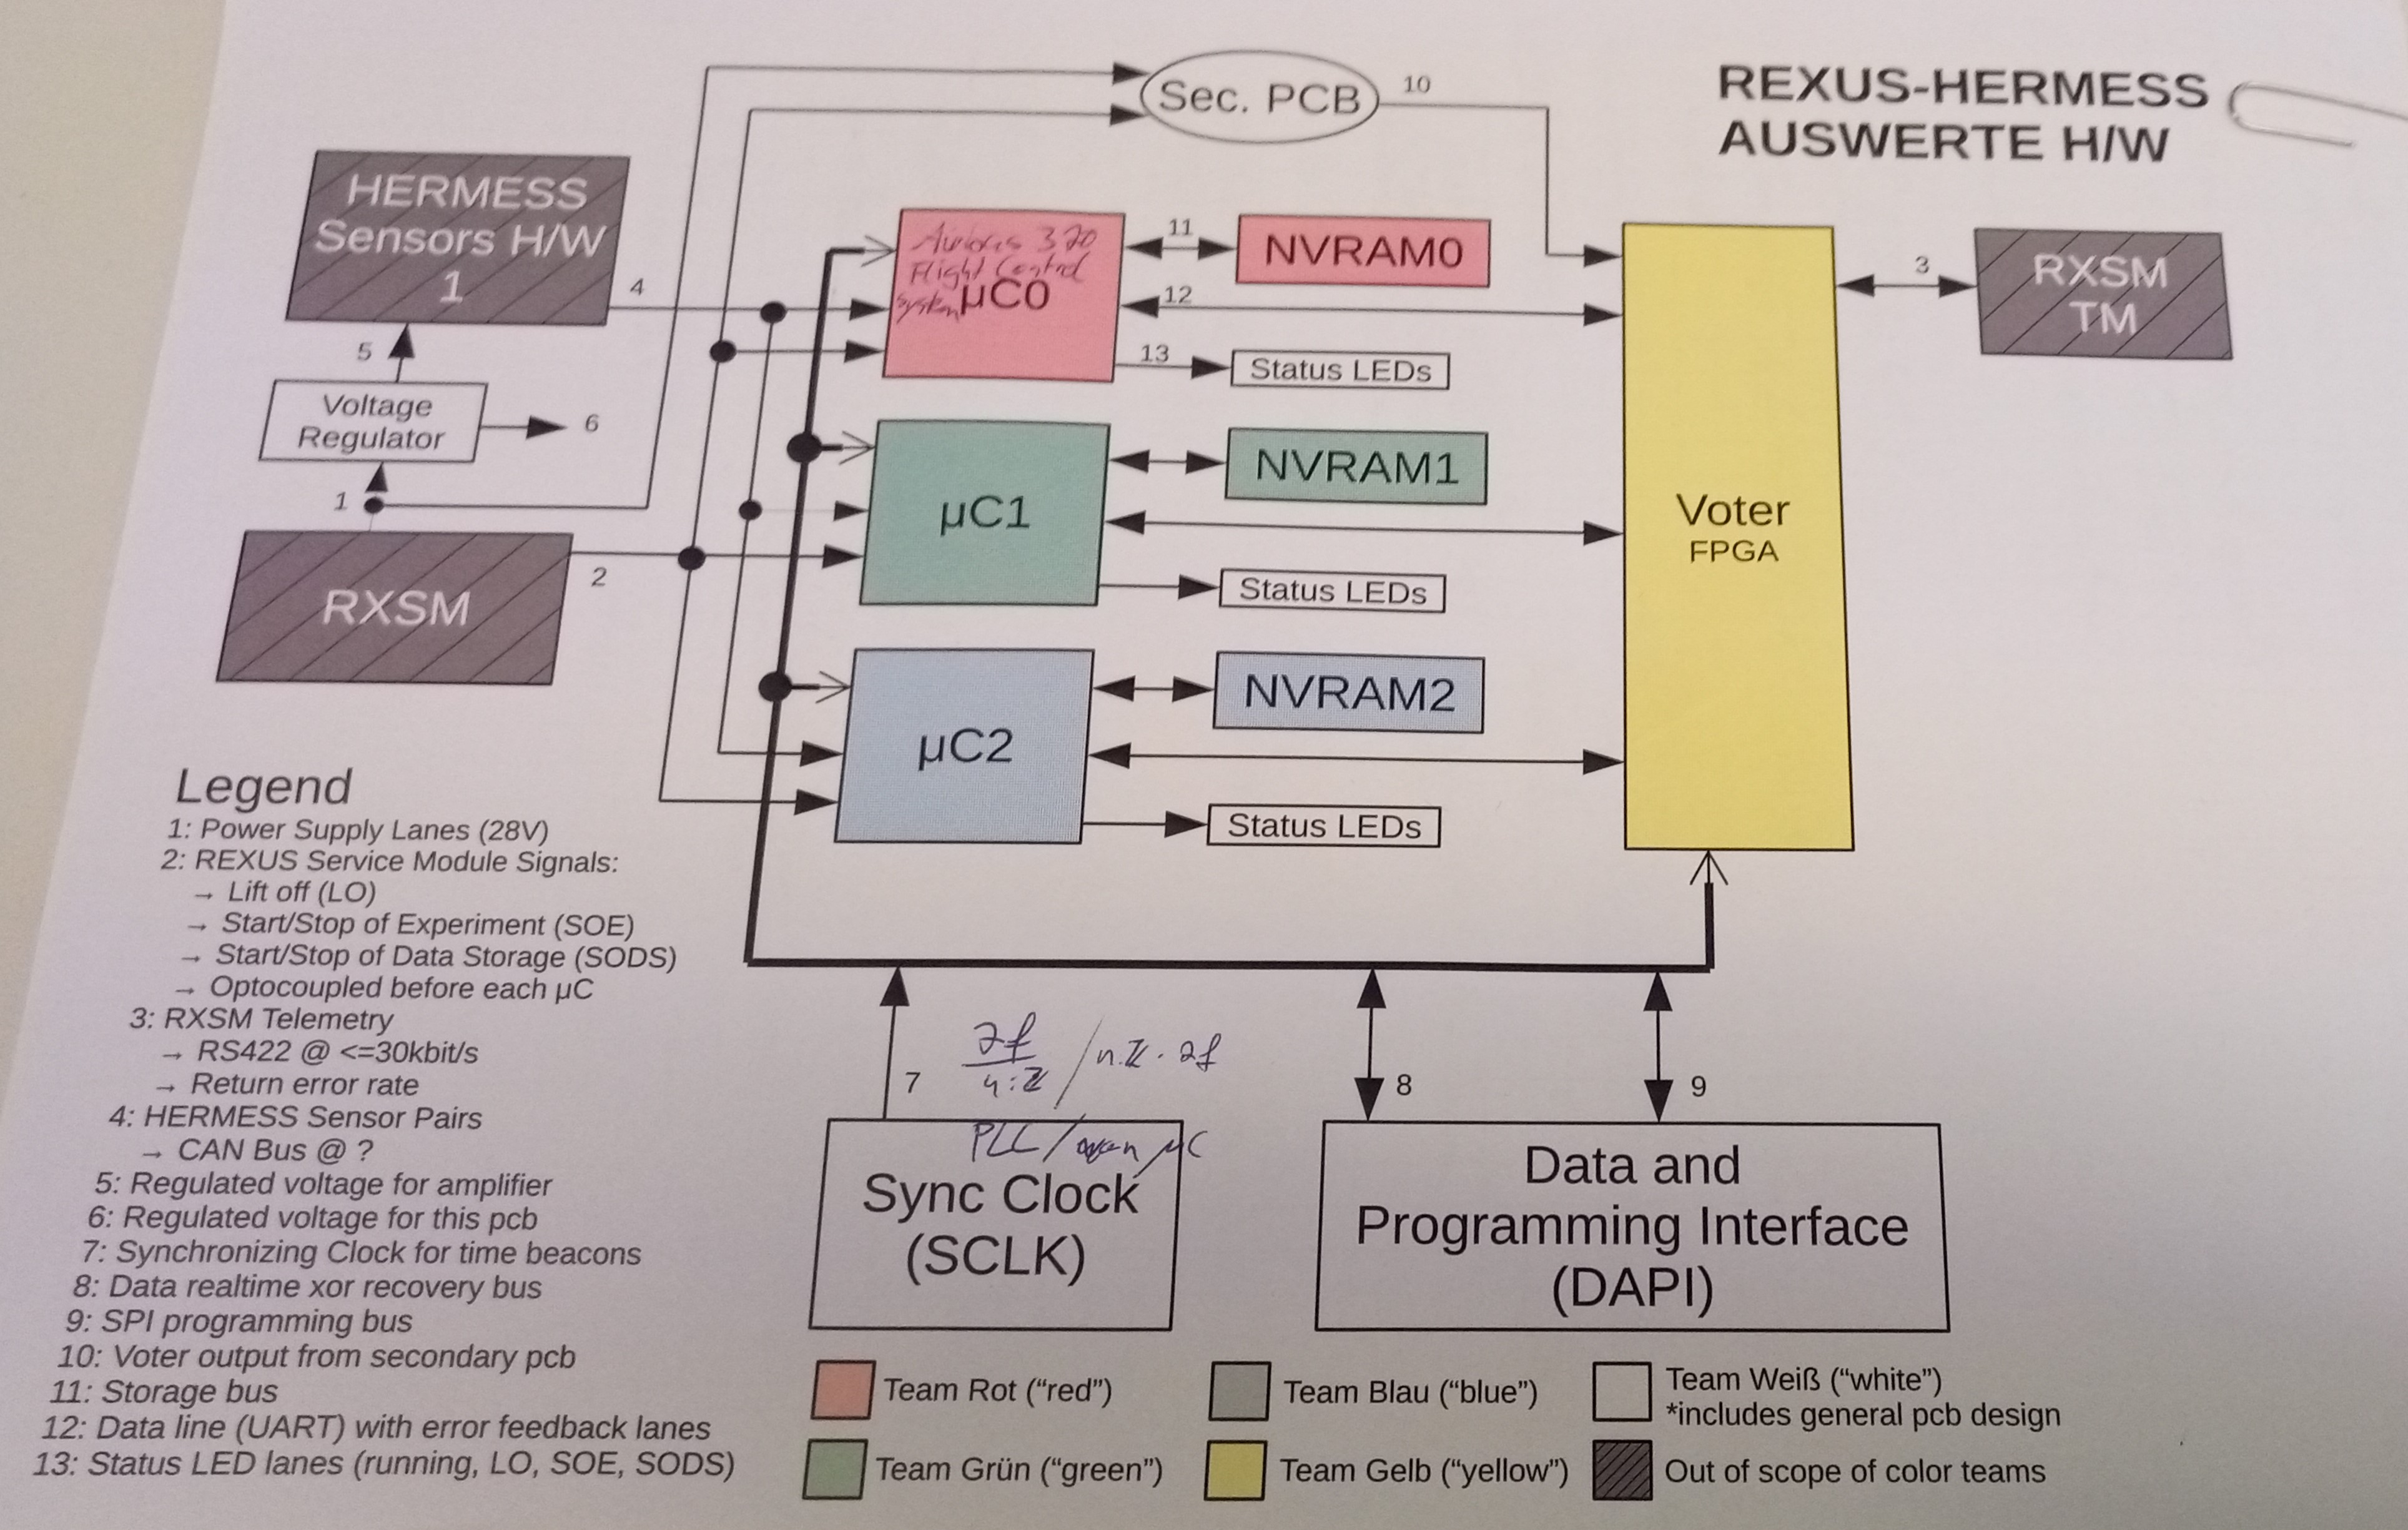 REXUS-HERMESS
AUSWERTE H/W
Sec. PCB
10
HERMESS
Sensors H/W
1
4
5
Voltage
Regulator
6
1
RXSM
2
320
Flight Control
System
µC0
11
NVRAM0
12
13
Status LEDs
µC1
NVRAM1
Status LEDs
µC2
NVRAM2
Status LEDs
Voter
FPGA
3
RXSM
TM
7
8
9
2f
/ n.ℤ · 2f
/ µC
Sync Clock
(SCLK)
Data and
Programming Interface
(DAPI)
Legend
1: Power Supply Lanes (28V)
2: REXUS Service Module Signals:
→ Lift off (LO)
→ Start/Stop of Experiment (SOE)
→ Start/Stop of Data Storage (SODS)
→ Optocoupled before each µC
3: RXSM Telemetry
→ RS422 @ <=30kbit/s
→ Return error rate
4: HERMESS Sensor Pairs
→ CAN Bus @ ?
5: Regulated voltage for amplifier
6: Regulated voltage for this pcb
7: Synchronizing Clock for time beacons
8: Data realtime xor recovery bus
9: SPI programming bus
10: Voter output from secondary pcb
11: Storage bus
12: Data line (UART) with error feedback lanes
13: Status LED lanes (running, LO, SOE, SODS)
Team Rot (“red”)
Team Blau (“blue”)
Team Weiß (“white”)
*includes general pcb design
Team Grün (“green”)
Team Gelb (“yellow”)
Out of scope of color teams